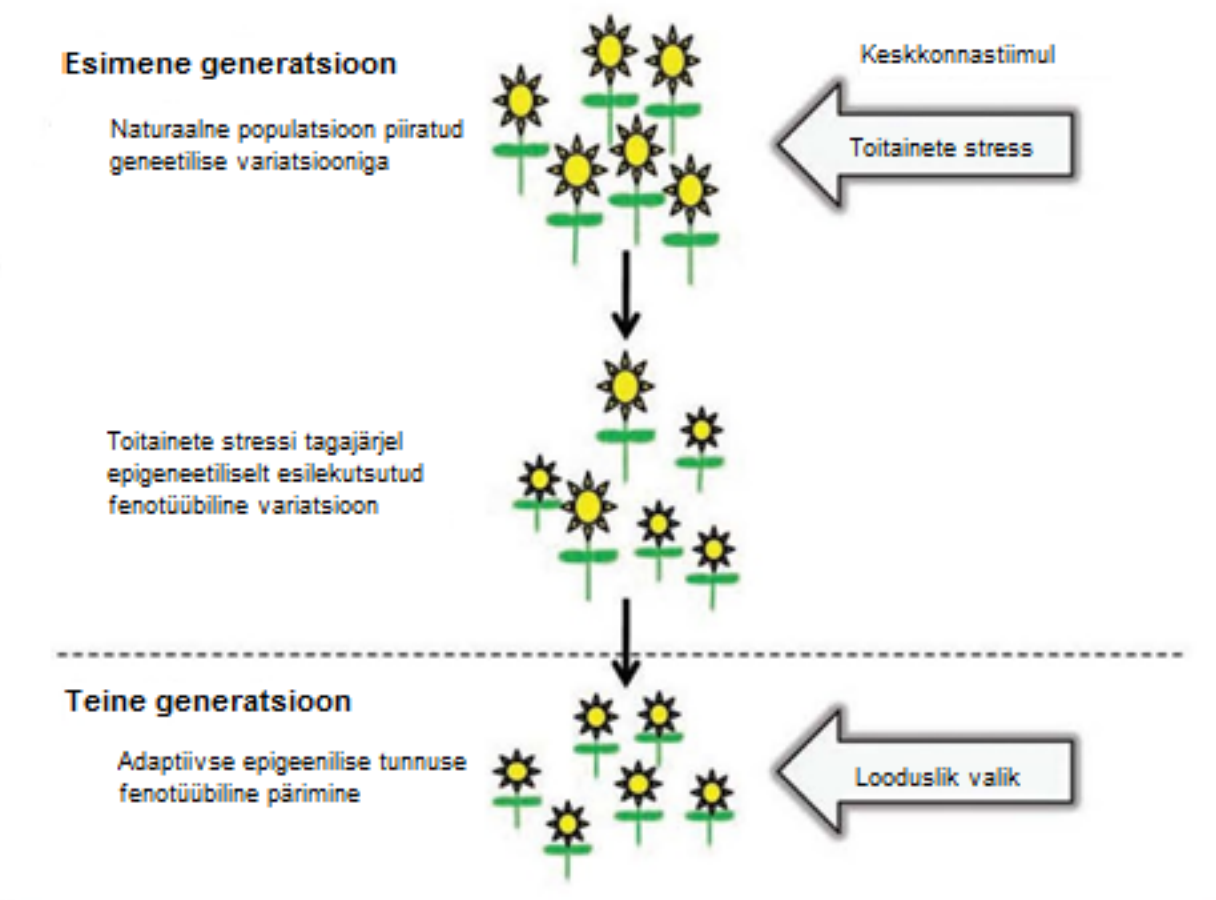 Esimene generatsioon
Keskkonnastiimul
Naturaalne populatsioon piiratud
geneetilise variatsiooniga
Toitainete stress
Toitainete stressi tagajärjel
epigeneetiliselt esilekutsutud
fenotüübiline variatsioon
Teine generatsioon
Adaptiivse epigeenilise tunnuse
fenotüübiline pärimine
Looduslik valik